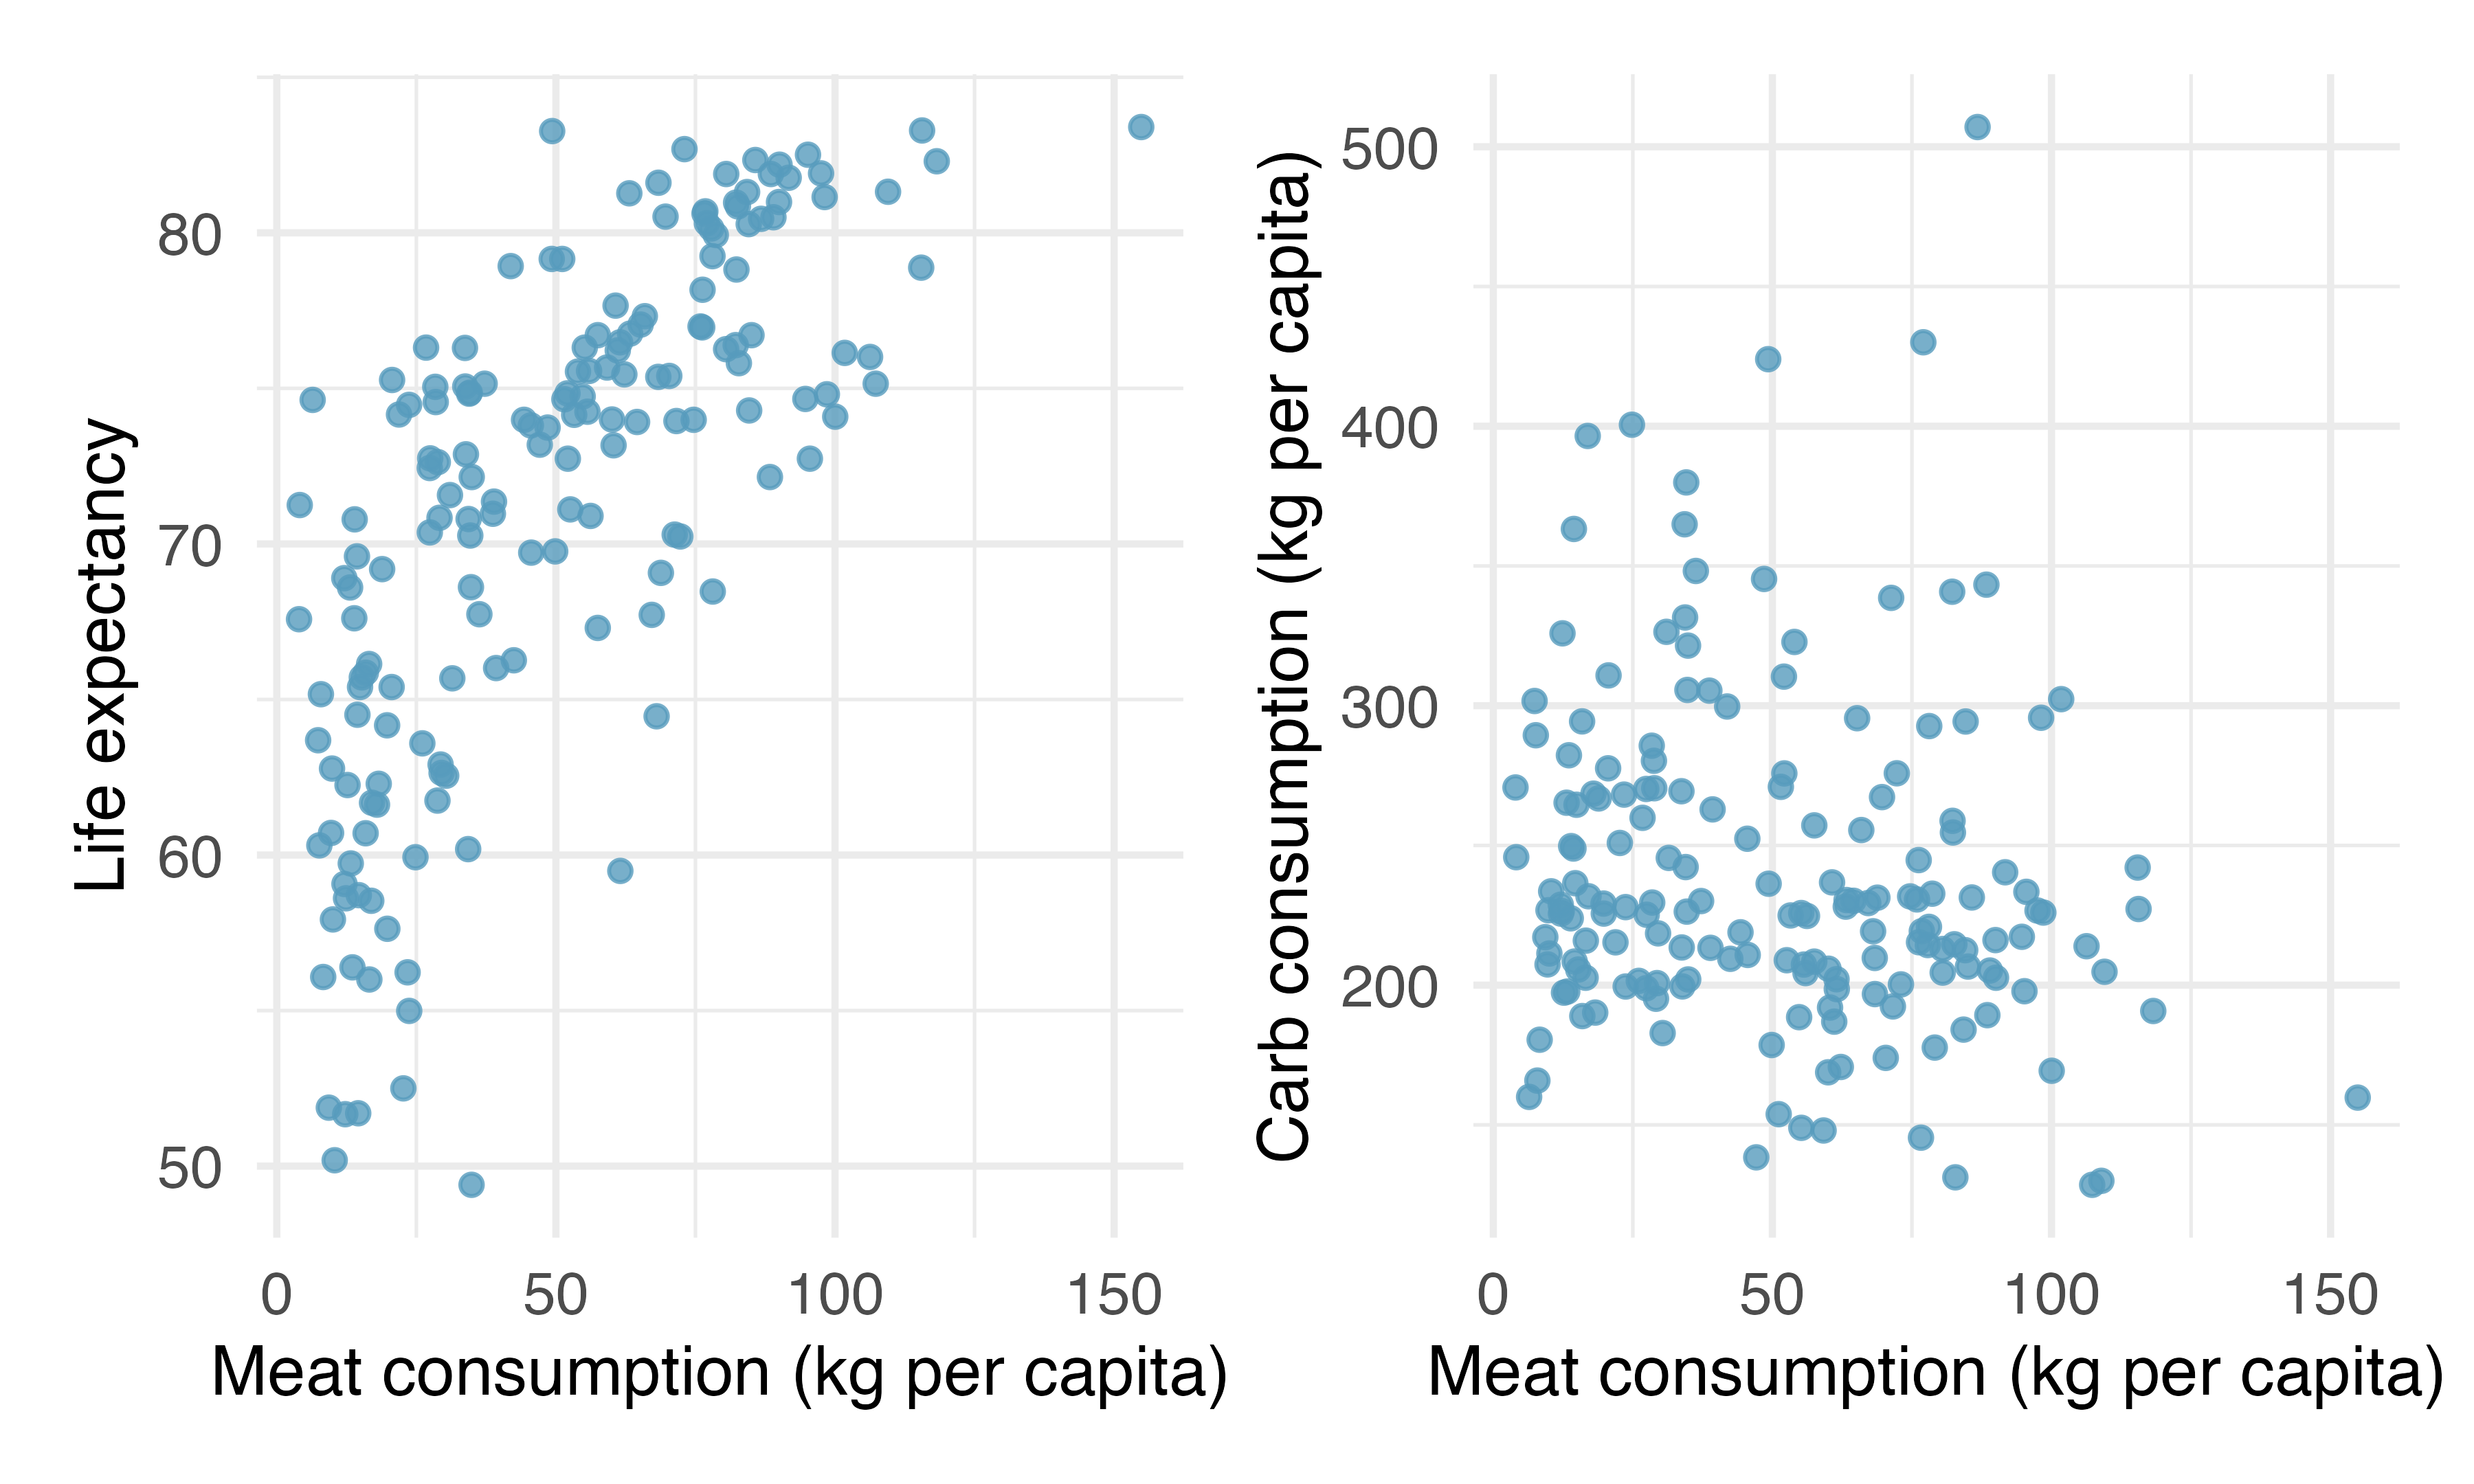 Life expectancy
80
70
60
50
0 50 100 150
Meat consumption (kg per capita)
Carb consumption (kg per capita)
500
400
300
200
0 50 100 150
Meat consumption (kg per capita)